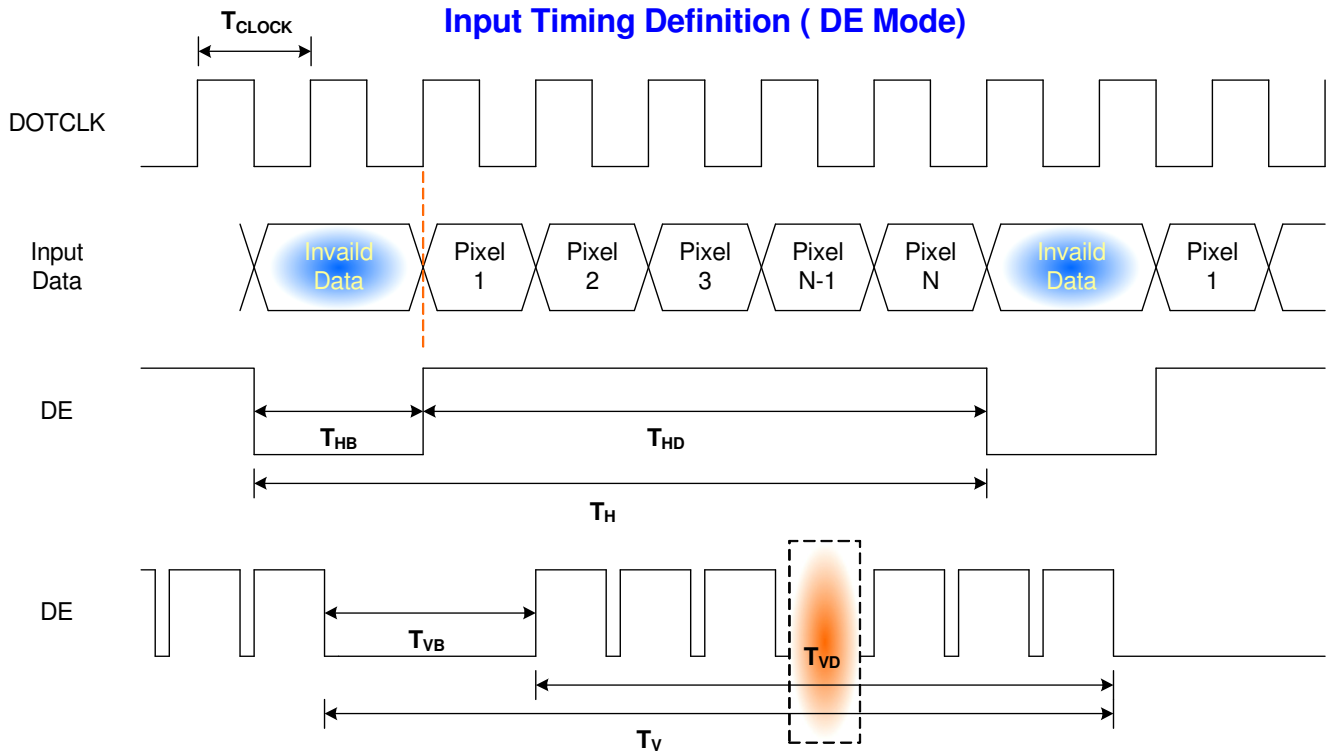 Input Timing Definition ( DE Mode)
TCLOCK
DOTCLK
Input
Data
Invaild
Data
Pixel
1
Pixel
2
Pixel
3
Pixel
N-1
Pixel
N
Invaild
Data
Pixel
1
DE
THB
THD
TH
DE
TVB
TVD
TV